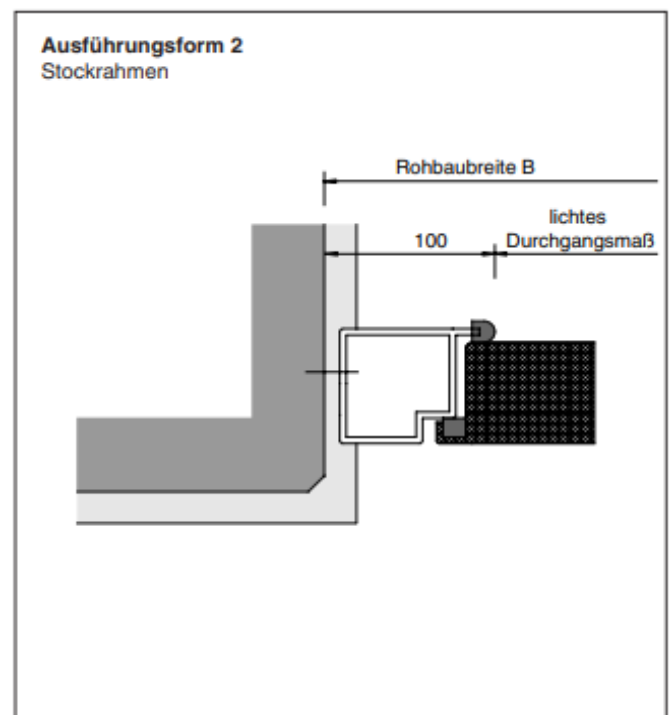 Ausführungsform 2
Stockrahmen
Rohbaubreite B
100
lichtes
Durchgangsmaß